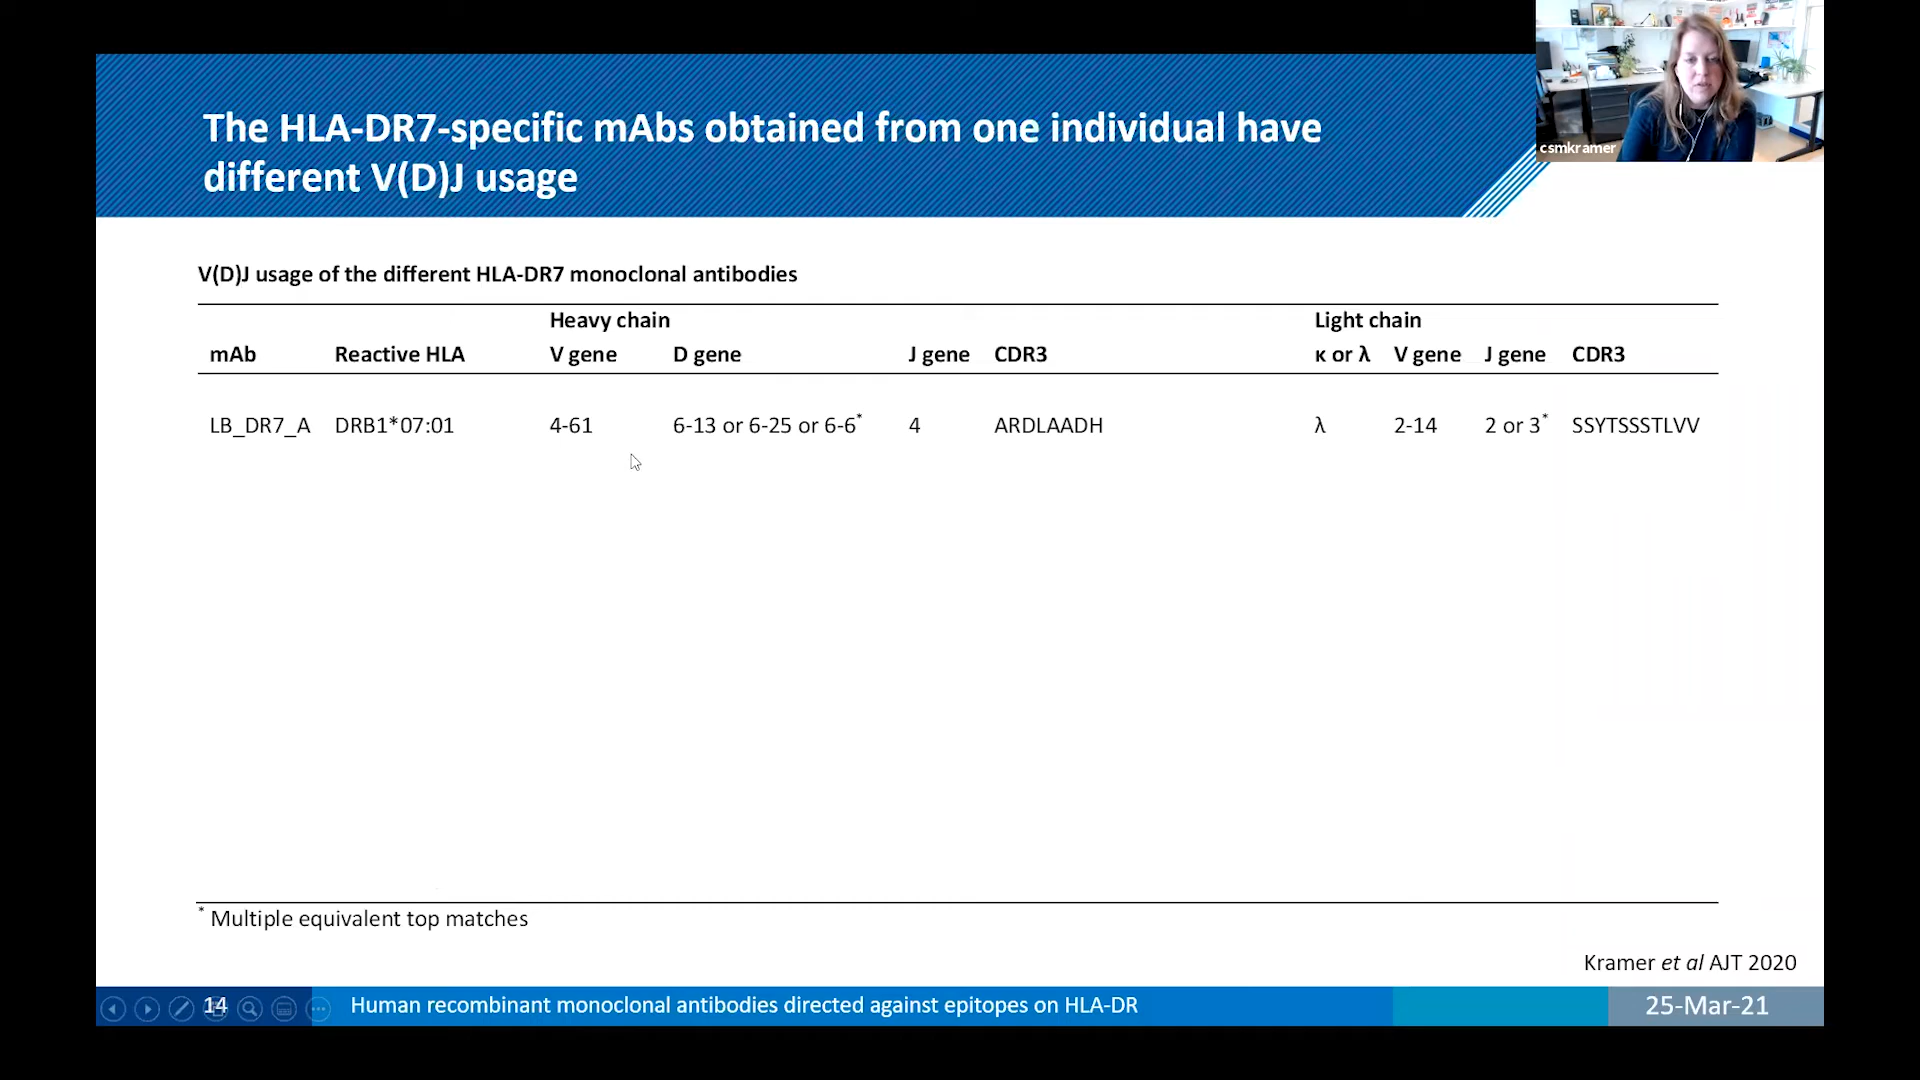 csmkramer
The HLA-DR7-specific mAbs obtained from one individual have
different V(D)J usage
V(D)J usage of the different HLA-DR7 monoclonal antibodies
Heavy chain Light chain
mAb Reactive HLA V gene D gene J gene CDR3 κ or λ V gene J gene CDR3
LB_DR7_A DRB1*07:01 4-61 6-13 or 6-25 or 6-6* 4 ARDLAADH λ 2-14 2 or 3* SSYTSSSTLVV
* Multiple equivalent top matches
Kramer et al AJT 2020
14 Human recombinant monoclonal antibodies directed against epitopes on HLA-DR 25-Mar-21